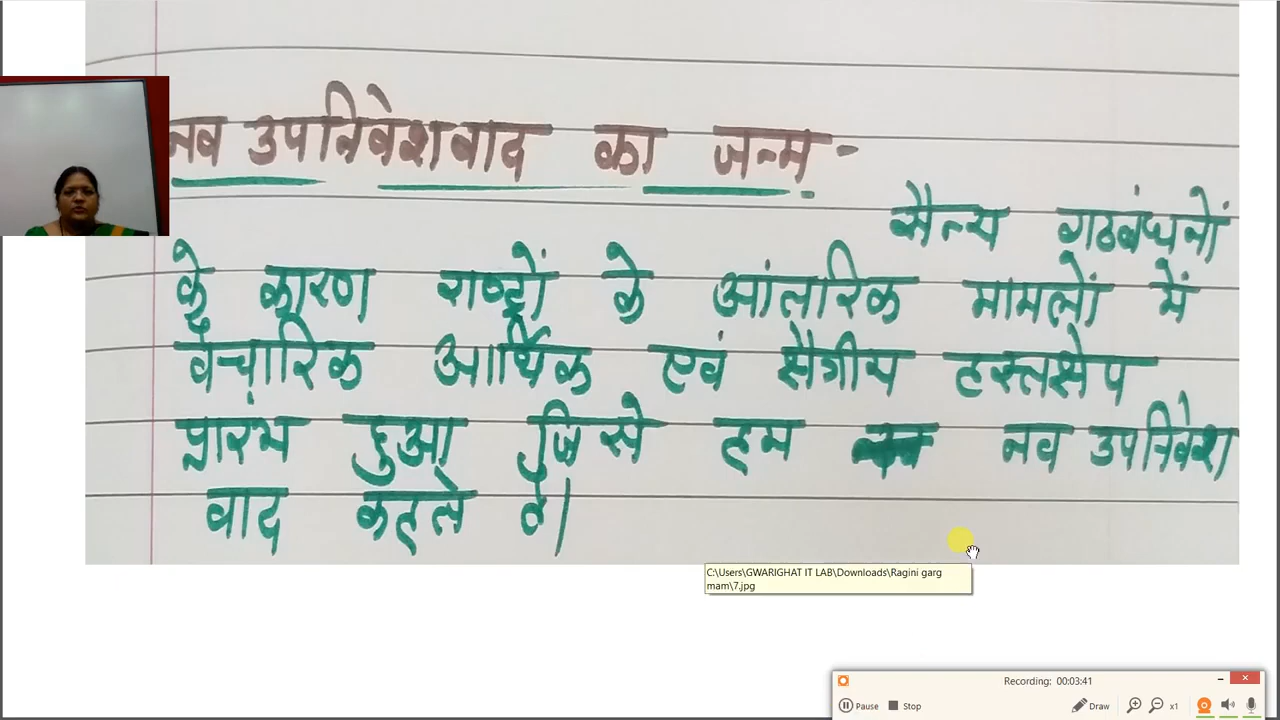 नव उपनिवेशवाद का जन्म -
सैन्य गठबंधनों
के कारण राष्ट्रों के आंतरिक मामलों में
वैचारिक आर्थिक एवं हस्तक्षेप
प्रारंभ हुआ जिसे हम नव उपनिवेश
वाद कहते है।
C:\Users\GWARIGHAT IT LAB\Downloads\Ragini garg
mam\7.jpg
Recording: 00:03:41
Pause Stop Draw x1